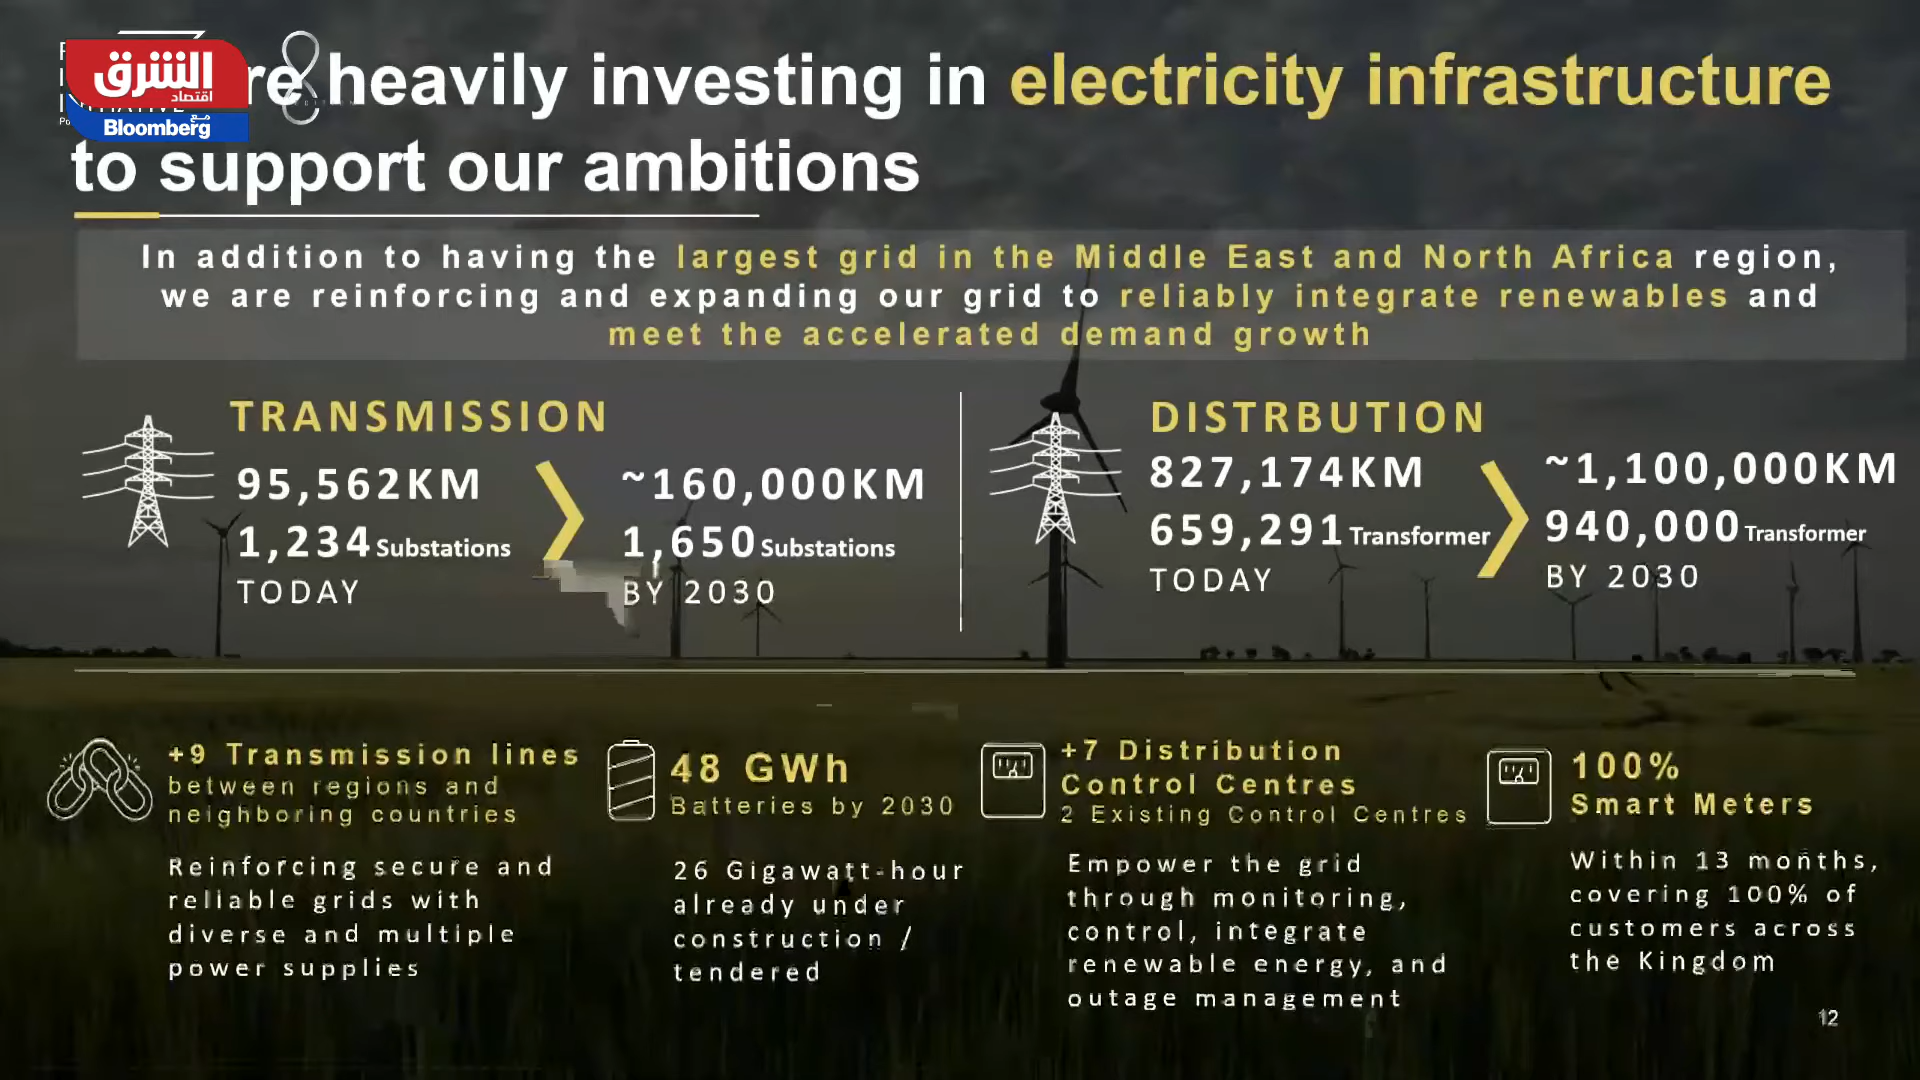 الشرق
اقتصاد
مع
Bloomberg
re heavily investing in electricity infrastructure
to support our ambitions
In addition to having the largest grid in the Middle East and North Africa region,
we are reinforcing and expanding our grid to reliably integrate renewables and
meet the accelerated demand growth
TRANSMISSION
95,562KM
1,234 Substations
TODAY
~160,000KM
1,650 Substations
BY 2030
DISTRBUTION
827,174KM
659,291 Transformer
TODAY
~1,100,000KM
940,000 Transformer
BY 2030
+9 Transmission lines
between regions and
neighboring countries
Reinforcing secure and
reliable grids with
diverse and multiple
power supplies
48 GWh
Batteries by 2030
26 Gigawatt-hour
already under
construction /
tendered
+7 Distribution
Control Centres
2 Existing Control Centres
Empower the grid
through monitoring,
control, integrate
renewable energy, and
outage management
100%
Smart Meters
Within 13 months,
covering 100% of
customers across
the Kingdom
12